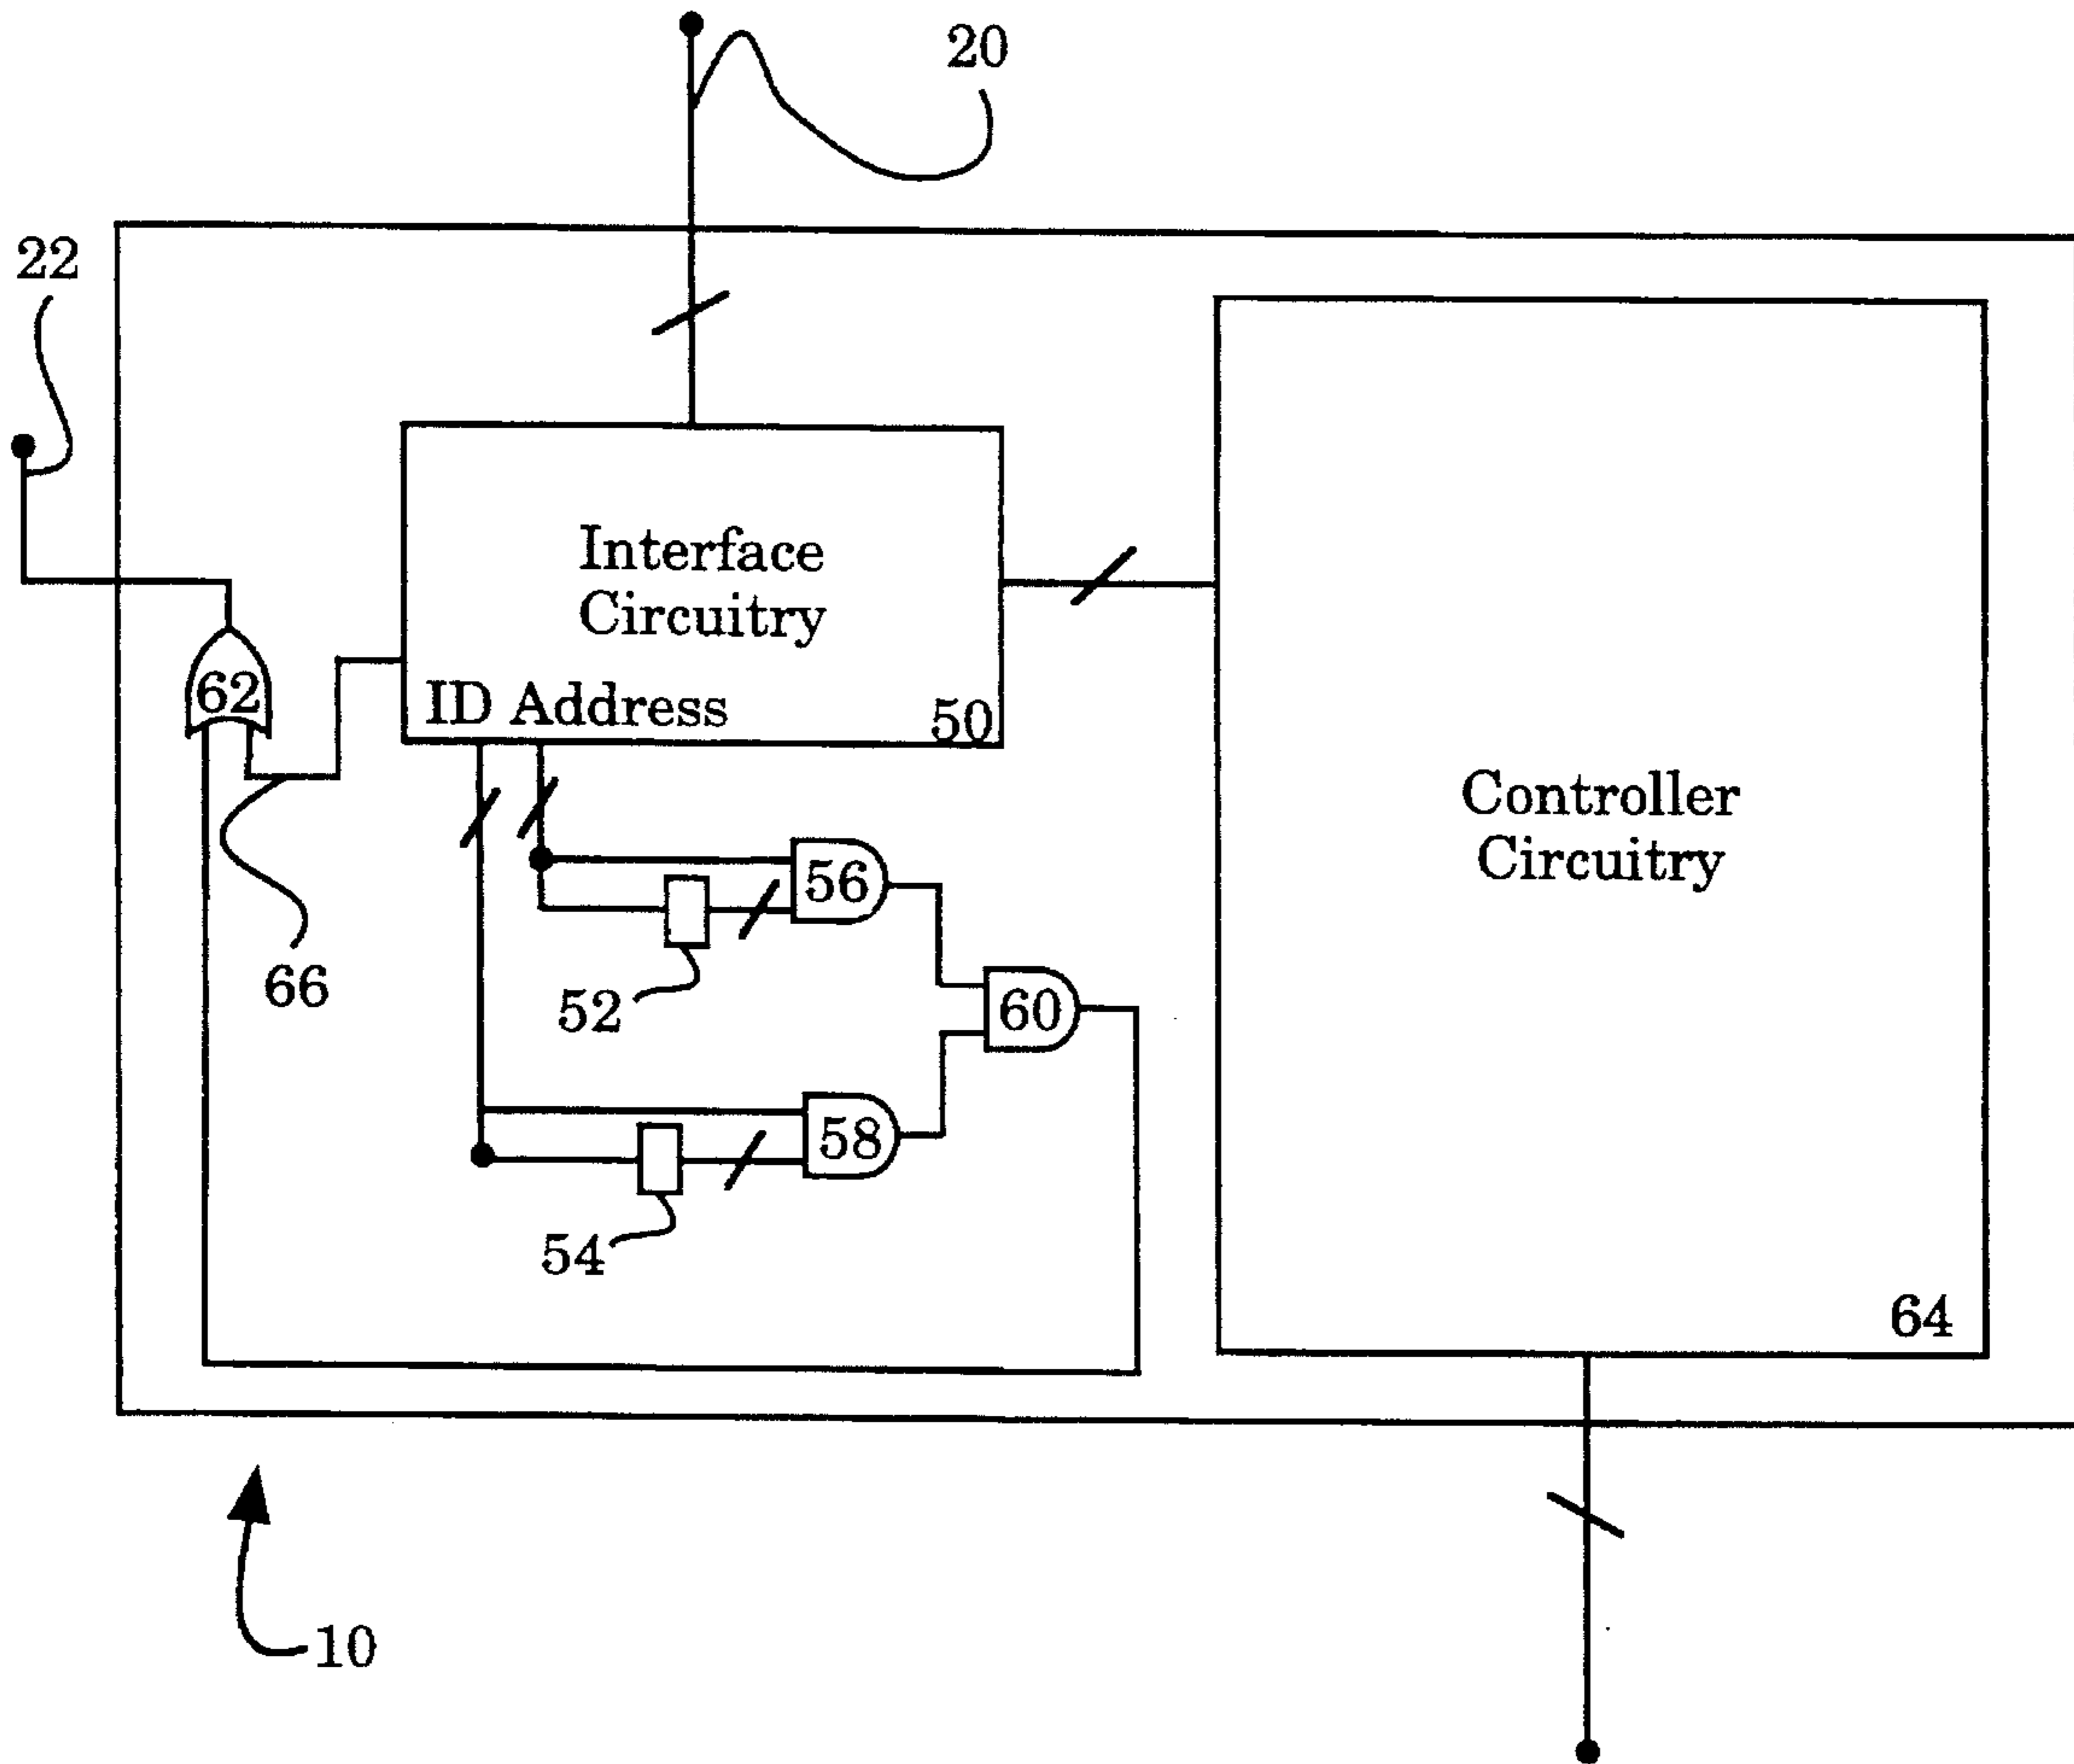 20
22
Interface
Circuitry
62
ID Address
50
Controller
Circuitry
56
66
52
60
58
54
64
10